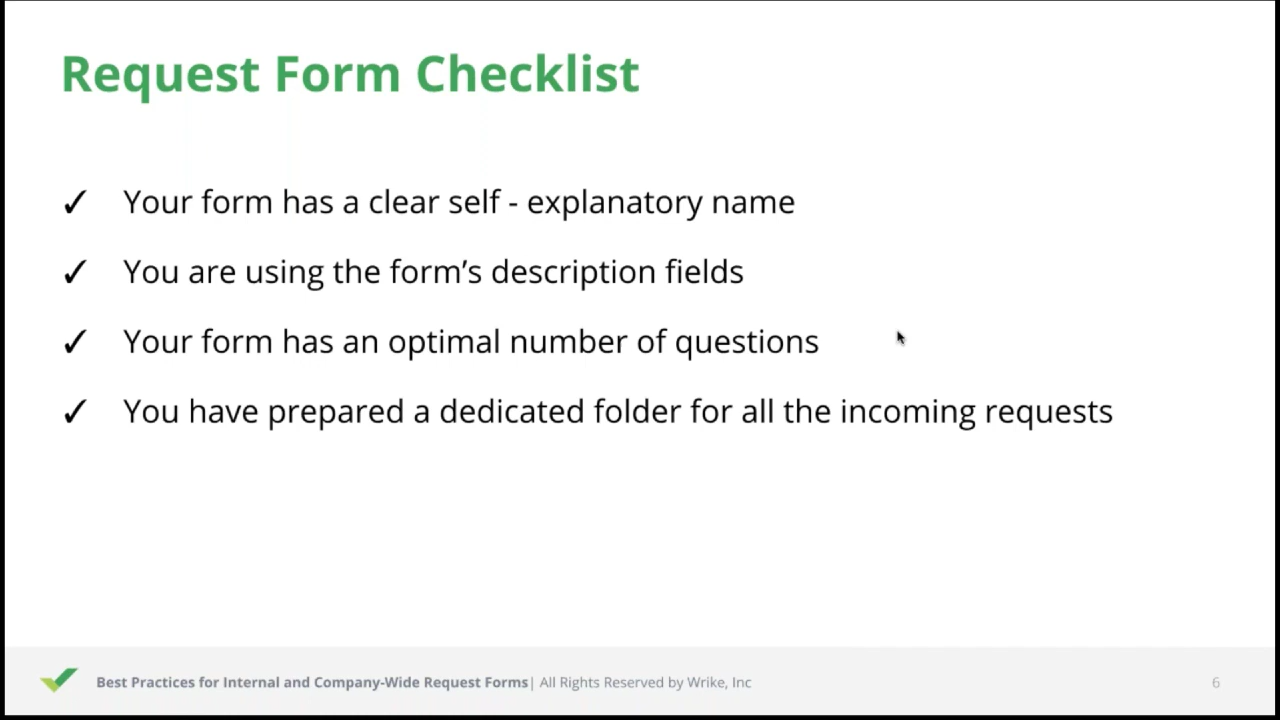 Request Form Checklist
✓ Your form has a clear self - explanatory name
✓ You are using the form’s description fields
✓ Your form has an optimal number of questions
✓ You have prepared a dedicated folder for all the incoming requests
Best Practices for Internal and Company-Wide Request Forms| All Rights Reserved by Wrike, Inc 6